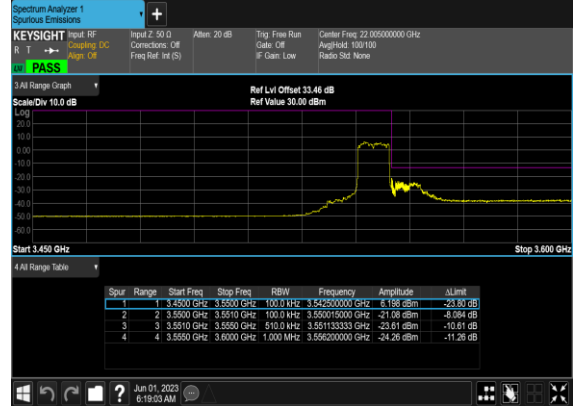 Spectrum Analyzer 1
Spurious Emissions
+
KEYSIGHT Input: RF Input Z: 50 Ω Atten: 20 dB Trig: Free Run Center Freq: 22.005000000 GHz
R T Coupling: DC Corrections: Off Gate: Off Avg|Hold: 100/100
Align: Off Freq Ref: Int (S) IF Gain: Low Radio Std: None
PASS
3 All Range Graph
Ref Lvl Offset 33.46 dB
Scale/Div 10.0 dB Ref Value 30.00 dBm
Log
20.0
10.0
0.00
-10.0
-20.0
-30.0
-40.0
-50.0
-60.0
Start 3.450 GHz Stop 3.600 GHz
4 All Range Table
Spur Range Start Freq Stop Freq RBW Frequency Amplitude ΔLimit
1 1 3.4500 GHz 3.5500 GHz 100.0 kHz 3.542500000 GHz 6.198 dBm -23.80 dB
2 2 3.5500 GHz 3.5510 GHz 100.0 kHz 3.550015000 GHz -21.08 dBm -8.084 dB
3 3 3.5510 GHz 3.5550 GHz 510.0 kHz 3.551133333 GHz -23.61 dBm -10.61 dB
4 4 3.5550 GHz 3.6000 GHz 1.000 MHz 3.556200000 GHz -24.26 dBm -11.26 dB
? Jun 01, 2023
6:19:03 AM